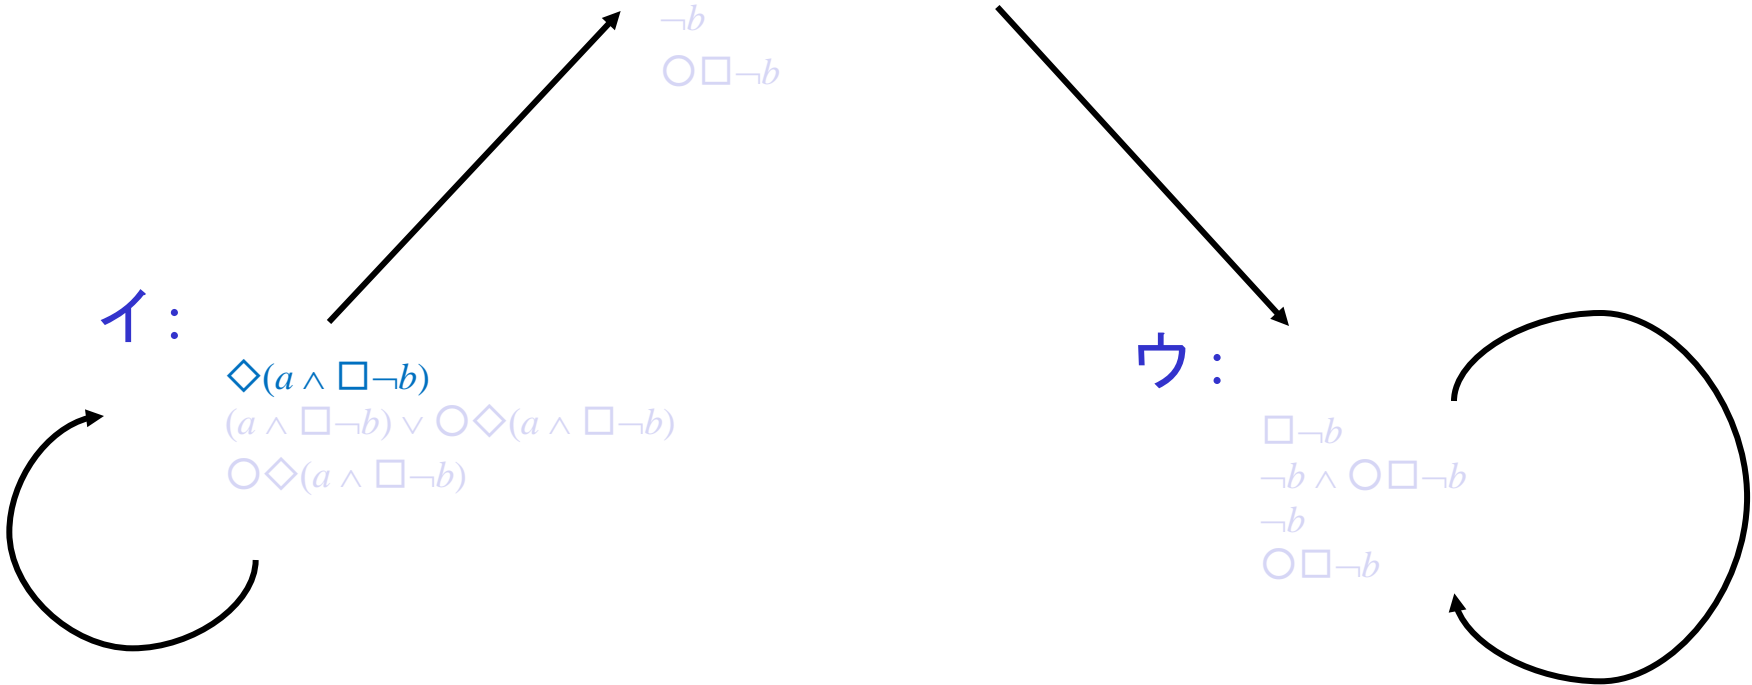 ¬b
○□¬b
イ:
◇(a ∧ □¬b)
(a ∧ □¬b) ∨ ○◇(a ∧ □¬b)
○◇(a ∧ □¬b)
ウ:
□¬b
¬b ∧ ○□¬b
¬b
○□¬b